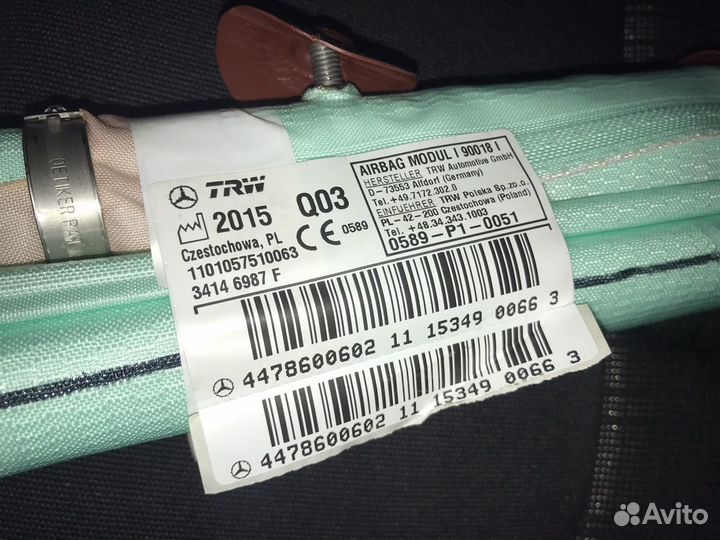 OETIKER
TRW
2015 Q03
0589
Czestochowa, PL
1101057510063
3414 6987 F
AIRBAG MODUL I 90018 I
HERSTELLER TRW Automotive GmbH
D-73553 Alfdorf (Germany)
Tel.+49.7172.302.0
EINFUEHRER TRW Polska Sp.zo.o.
PL-42-200 Czestochowa (Poland)
Tel. +48.34.343.1003
0589-P1-0051
4478600602 11 15349 0066 3
4478600602 11 15349 0066 3
Avito